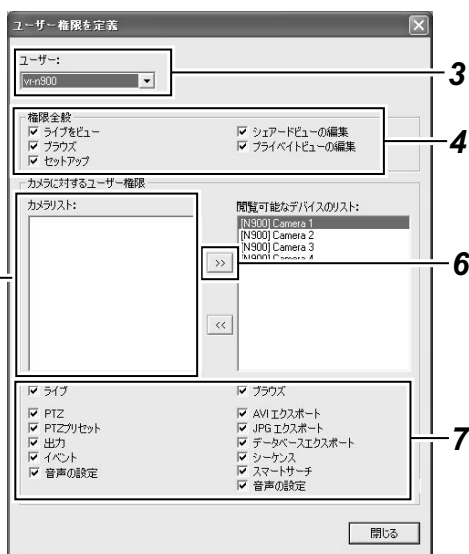 ユーザー権限を定義
ユーザー:
vr-n900
3
権限全般
ライブをビュー
シェアードビューの編集
ブラウズ
プライベイトビューの編集
セットアップ
4
カメラに対するユーザー権限
カメラリスト:
閲覧可能なデバイスのリスト:
[N900] Camera 1
[N900] Camera 2
[N900] Camera 3
[N900] Camera 4
>>
6
<<
ライブ
ブラウズ
PTZ
AVIエクスポート
PTZプリセット
JPGエクスポート
出力
データベースエクスポート
7
イベント
シーケンス
音声の設定
スマートサーチ
音声の設定
閉じる